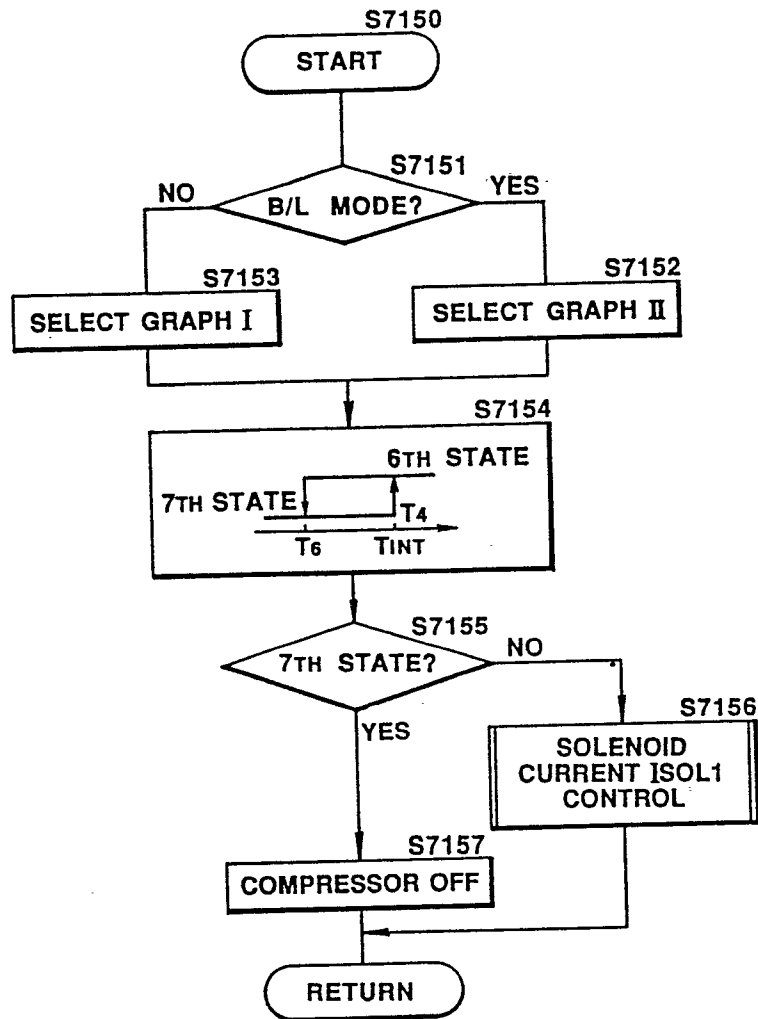 S7150
START
S7151
NO
B/L MODE?
YES
S7153
S7152
SELECT GRAPH I
SELECT GRAPH II
S7154
6TH STATE
7TH STATE
T4
T6
TINT
S7155
7TH STATE?
NO
YES
S7156
SOLENOID
CURRENT ISOL1
CONTROL
S7157
COMPRESSOR OFF
RETURN